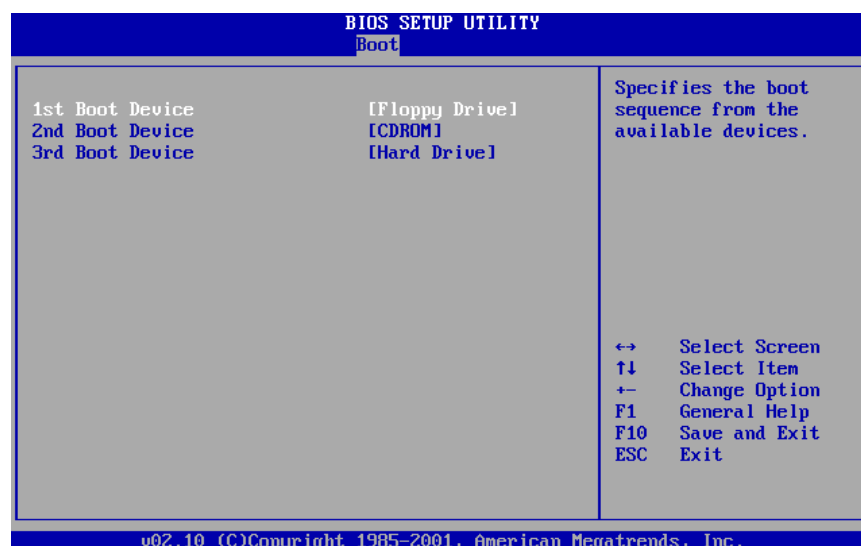 BIOS SETUP UTILITY
Boot
1st Boot Device [Floppy Drive]
2nd Boot Device [CDROM]
3rd Boot Device [Hard Drive]
Specifies the boot
sequence from the
available devices.
↔ Select Screen
↑↓ Select Item
+- Change Option
F1 General Help
F10 Save and Exit
ESC Exit
v02.10 (C)Copyright 1985-2001, American Megatrends, Inc.